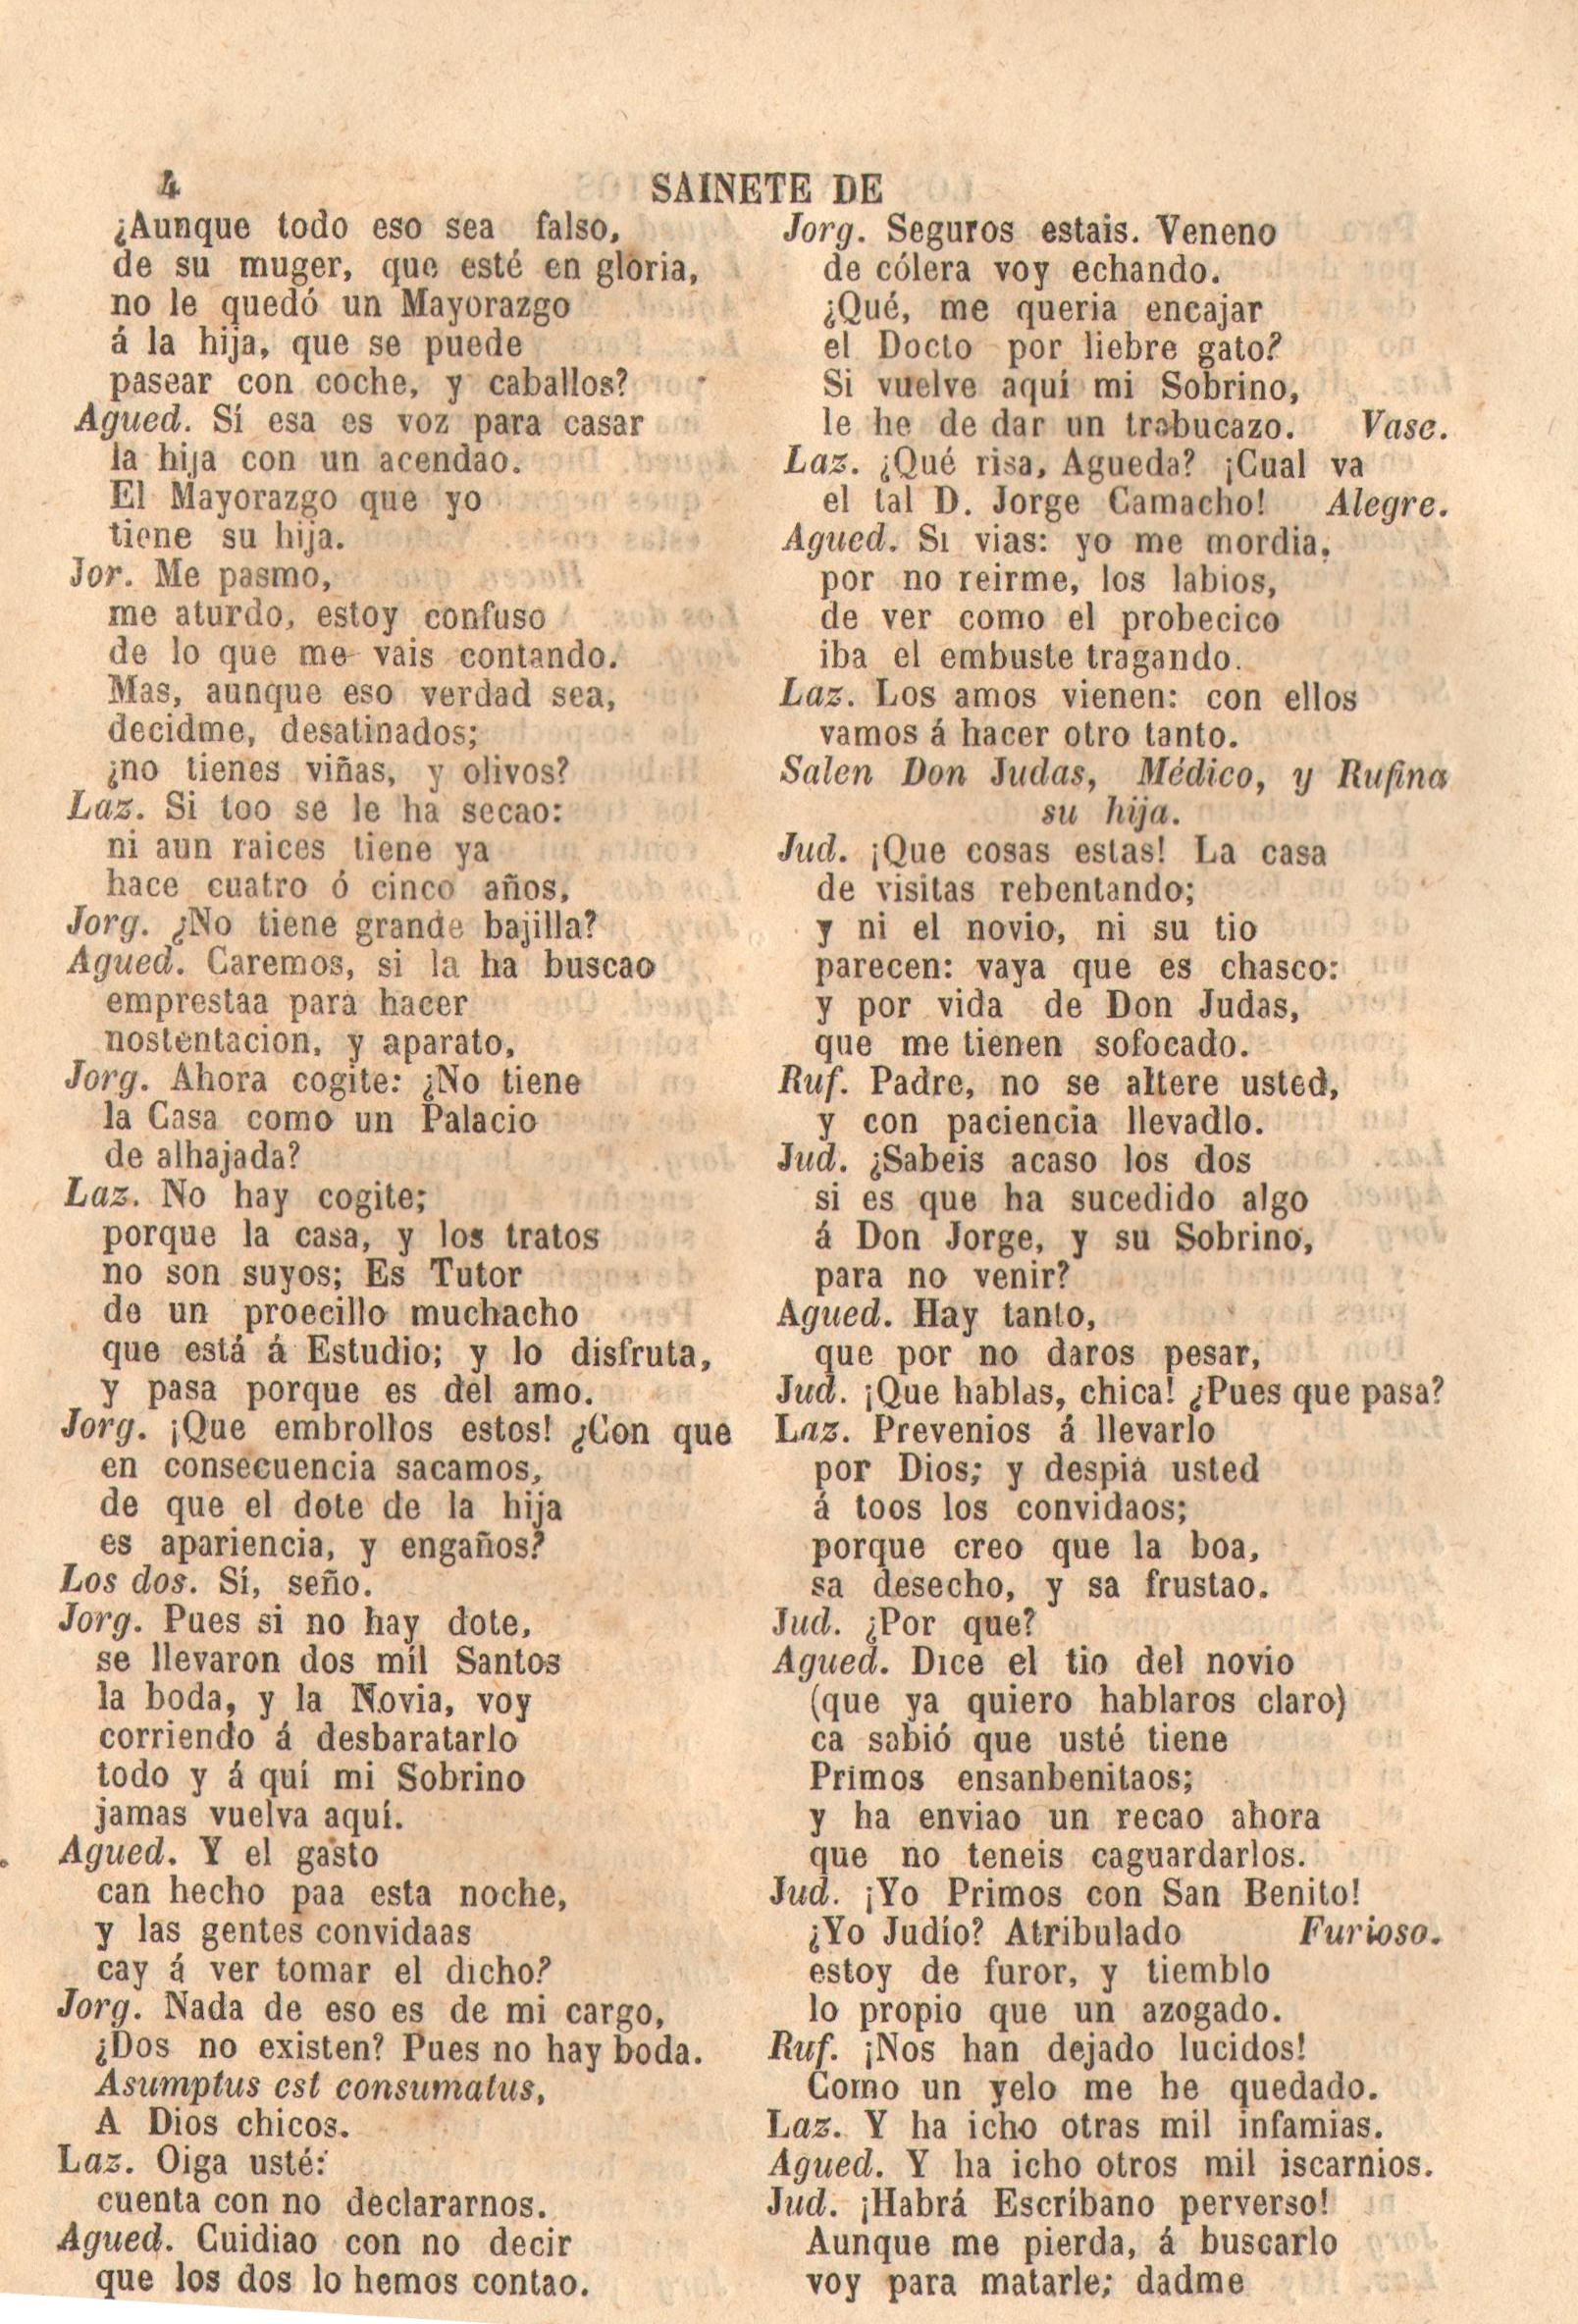 4
SAINETE DE
¿Aunque todo eso sea falso,
de su muger, que esté en gloria,
no le quedó un Mayorazgo
á la hija, que se puede
pasear con coche, y caballos?
Agued. Sí esa es voz para casar
la hija con un acendao.
El Mayorazgo que yo
tiene su hija.
Jor. Me pasmo,
me aturdo, estoy confuso
de lo que me vais contando.
Mas, aunque eso verdad sea,
decidme, desatinados;
¿no tienes viñas, y olivos?
Laz. Si too se le ha secao:
ni aun raices tiene ya
hace cuatro ó cinco años,
Jorg. ¿No tiene grande bajilla?
Agued. Caremos, si la ha buscao
emprestaa para hacer
nostentacion, y aparato,
Jorg. Ahora cogite: ¿No tiene
la Casa como un Palacio
de alhajada?
Laz. No hay cogite;
porque la casa, y los tratos
no son suyos; Es Tutor
de un proecillo muchacho
que está á Estudio; y lo disfruta,
y pasa porque es del amo.
Jorg. ¡Que embrollos estos! ¿Con que
en consecuencia sacamos,
de que el dote de la hija
es apariencia, y engaños?
Los dos. Sí, seño.
Jorg. Pues si no hay dote,
se llevaron dos mil Santos
la boda, y la Novia, voy
corriendo á desbaratarlo
todo y á quí mi Sobrino
jamas vuelva aquí.
Agued. Y el gasto
can hecho paa esta noche,
y las gentes convidaas
cay á ver tomar el dicho?
Jorg. Nada de eso es de mi cargo,
¿Dos no existen? Pues no hay boda.
Asumptus est consumatus,
A Dios chicos.
Laz. Oiga usté:
cuenta con no declararnos.
Agued. Cuidiao con no decir
que los dos lo hemos contao.
Jorg. Seguros estais. Veneno
de cólera voy echando.
¿Qué, me queria encajar
el Docto por liebre gato?
Si vuelve aquí mi Sobrino,
le he de dar un trabucazo. Vase.
Laz. ¿Qué risa, Agueda? ¡Cual va
el tal D. Jorge Camacho! Alegre.
Agued. Si vias: yo me mordia,
por no reirme, los labios,
de ver como el probecico
iba el embuste tragando.
Laz. Los amos vienen: con ellos
vamos á hacer otro tanto.
Salen Don Judas, Médico, y Rufina
su hija.
Jud. ¡Que cosas estas! La casa
de visitas rebentando;
y ni el novio, ni su tio
parecen: vaya que es chasco:
y por vida de Don Judas,
que me tienen sofocado.
Ruf. Padre, no se altere usted,
y con paciencia llevadlo.
Jud. ¿Sabeis acaso los dos
si es que ha sucedido algo
á Don Jorge, y su Sobrino,
para no venir?
Agued. Hay tanto,
que por no daros pesar,
Jud. ¡Que hablas, chica! ¿Pues que pasa?
Laz. Prevenios á llevarlo
por Dios; y despia usted
á toos los convidaos;
porque creo que la boa,
sa desecho, y sa frustao.
Jud. ¿Por que?
Agued. Dice el tio del novio
(que ya quiero hablaros claro)
ca sabió que usté tiene
Primos ensanbenitaos;
y ha enviao un recao ahora
que no teneis caguardarlos.
Jud. ¡Yo Primos con San Benito!
¿Yo Judío? Atribulado Furioso.
estoy de furor, y tiemblo
lo propio que un azogado.
Ruf. ¡Nos han dejado lucidos!
Como un yelo me he quedado.
Laz. Y ha icho otras mil infamias.
Agued. Y ha icho otros mil iscarnios.
Jud. ¡Habrá Escribano perverso!
Aunque me pierda, á buscarlo
voy para matarle; dadme